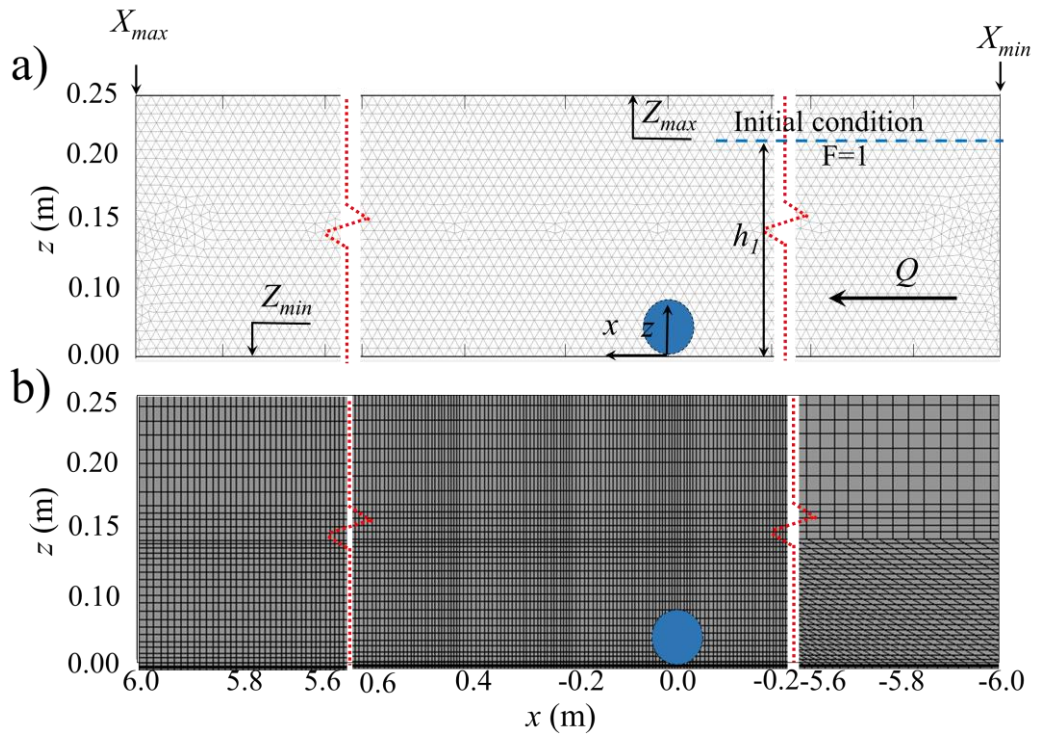 X_max
X_min
a)
0.25
Z_max
Initial condition
0.20
F=1
z (m)
0.15
h_1
0.10
Z_min
Q
x
z
0.00
b)
0.25
0.20
z (m)
0.15
0.10
0.00
6.0 5.8 5.6 0.6 0.4 -0.2 0.0 -0.2 -5.6 -5.8 -6.0
x (m)